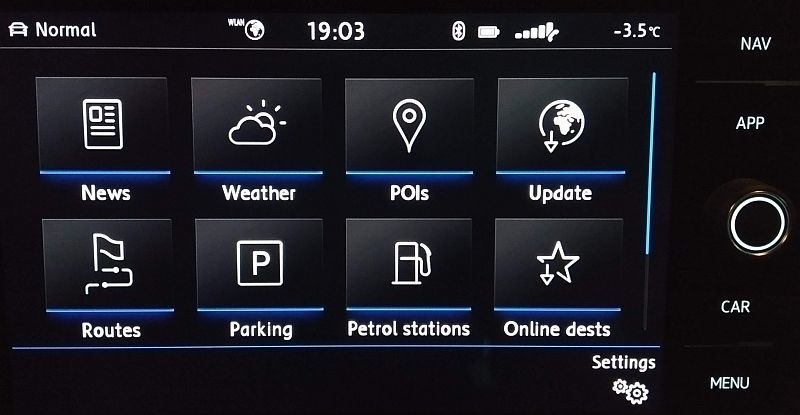 Normal
WLAN
19:03
-3.5°C
NAV
APP
News
Weather
POIs
Update
P
Routes
Parking
Petrol stations
Online dests
CAR
Settings
MENU